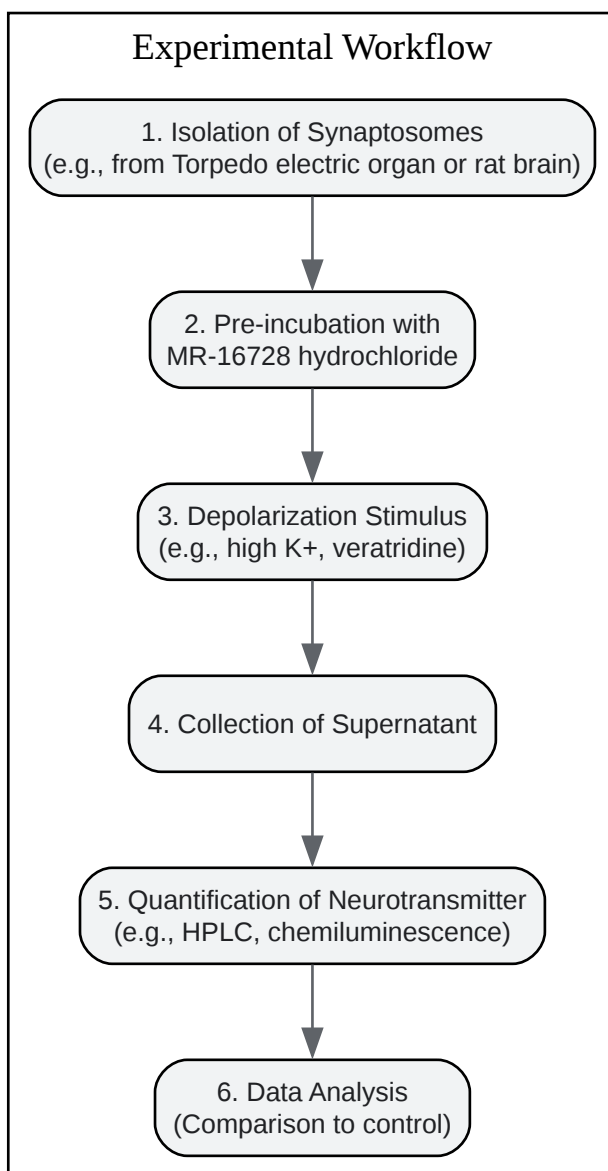 Experimental Workflow
1. Isolation of Synaptosomes
(e.g., from Torpedo electric organ or rat brain)
2. Pre-incubation with
MR-16728 hydrochloride
3. Depolarization Stimulus
(e.g., high K+, veratridine)
4. Collection of Supernatant
5. Quantification of Neurotransmitter
(e.g., HPLC, chemiluminescence)
6. Data Analysis
(Comparison to control)